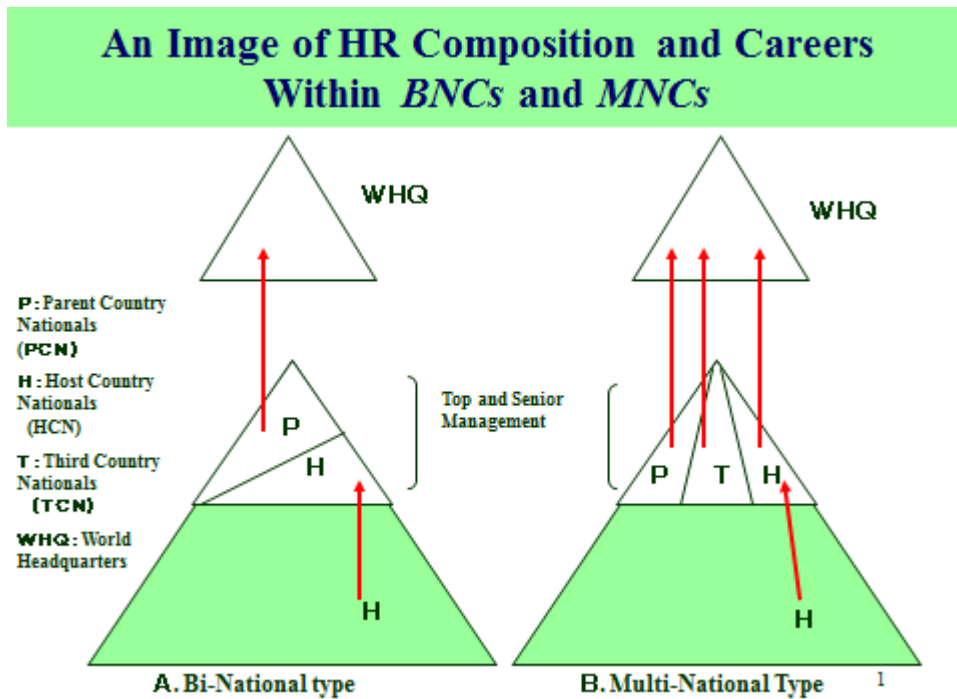 An Image of HR Composition and Careers
Within BNCs and MNCs
WHQ
WHQ
P: Parent Country
Nationals
(PCN)
H: Host Country
Nationals
(HCN)
T: Third Country
Nationals
(TCN)
WHQ: World
Headquarters
Top and Senior
Management
P
H
H
P
T
H
H
A. Bi-National type
B. Multi-National Type
1